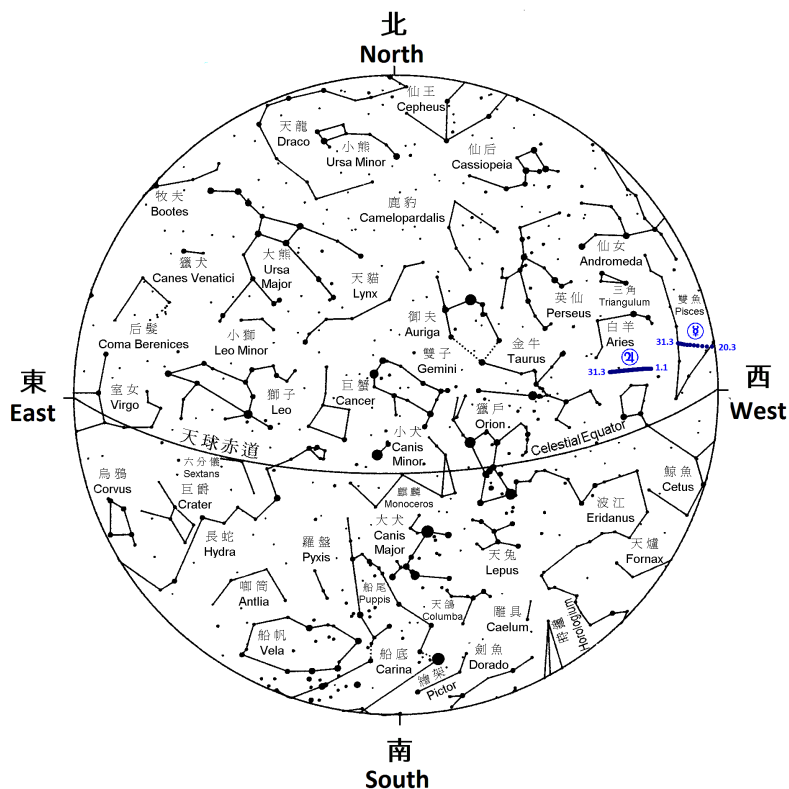 北
North
仙王
Cepheus
天龍
Draco
小熊
Ursa Minor
仙后
Cassiopeia
牧夫
Bootes
鹿豹
Camelopardalis
獵犬
Canes Venatici
大熊
Ursa
Major
天貓
Lynx
仙女
Andromeda
三角
Triangulum
英仙
Perseus
雙魚
Pisces
后髮
Coma Berenices
小獅
Leo Minor
御夫
Auriga
金牛
Taurus
白羊
Aries
♃
31.3
1.1
☿
31.3
20.3
東
East
西
West
室女
Virgo
獅子
Leo
巨蟹
Cancer
雙子
Gemini
獵戶
Orion
小犬
Canis
Minor
天球赤道
Celestial Equator
烏鴉
Corvus
六分儀
Sextans
巨爵
Crater
長蛇
Hydra
麒麟
Monoceros
鯨魚
Cetus
波江
Eridanus
天爐
Fornax
羅盤
Pyxis
大犬
Canis
Major
天兔
Lepus
唧筒
Antlia
船尾
Puppis
天鴿
Columba
雕具
Caelum
時鐘
Horologium
船帆
Vela
船底
Carina
繪架
Pictor
劍魚
Dorado
南
South